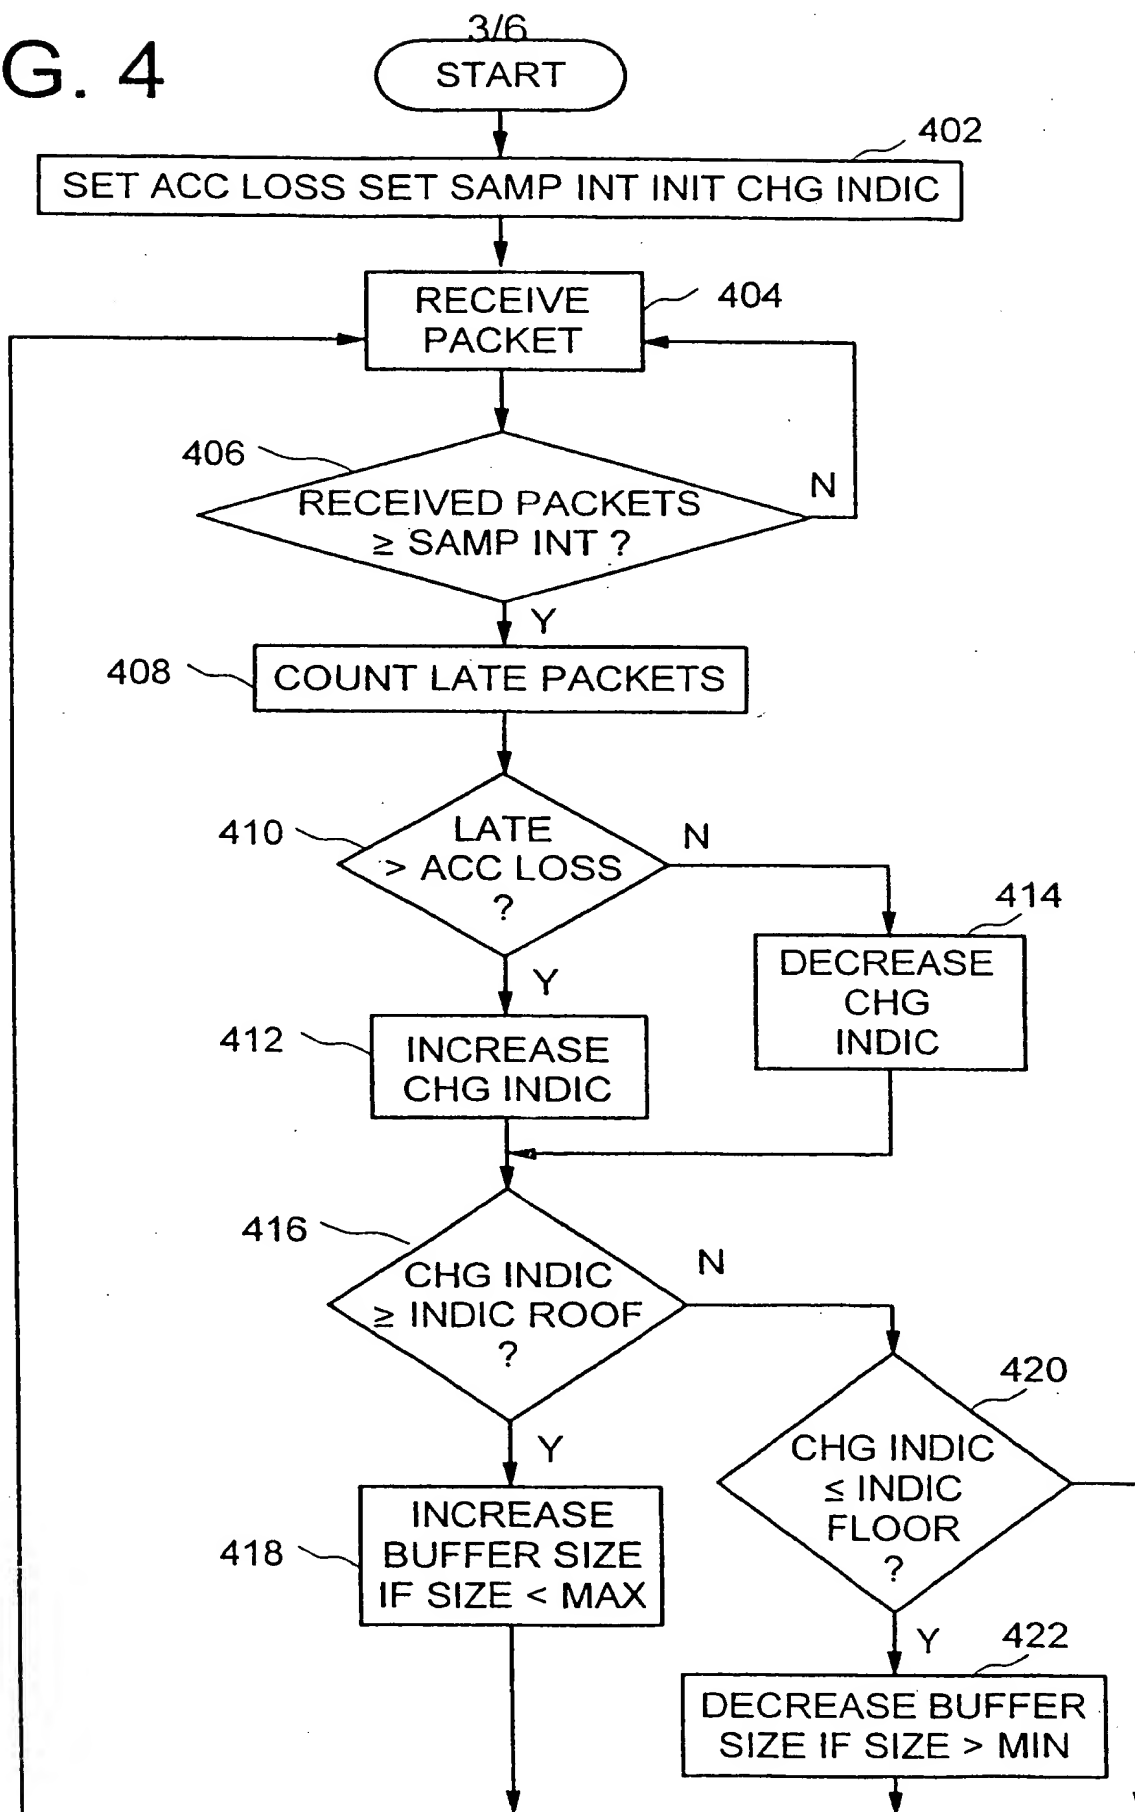 3/6
G. 4
START
402
SET ACC LOSS SET SAMP INT INIT CHG INDIC
RECEIVE
PACKET
404
406
RECEIVED PACKETS
≥ SAMP INT ?
N
Y
408
COUNT LATE PACKETS
410
LATE
> ACC LOSS
?
N
Y
414
DECREASE
CHG
INDIC
412
INCREASE
CHG INDIC
416
CHG INDIC
≥ INDIC ROOF
?
N
Y
420
CHG INDIC
≤ INDIC
FLOOR
?
418
INCREASE
BUFFER SIZE
IF SIZE < MAX
Y
422
DECREASE BUFFER
SIZE IF SIZE > MIN